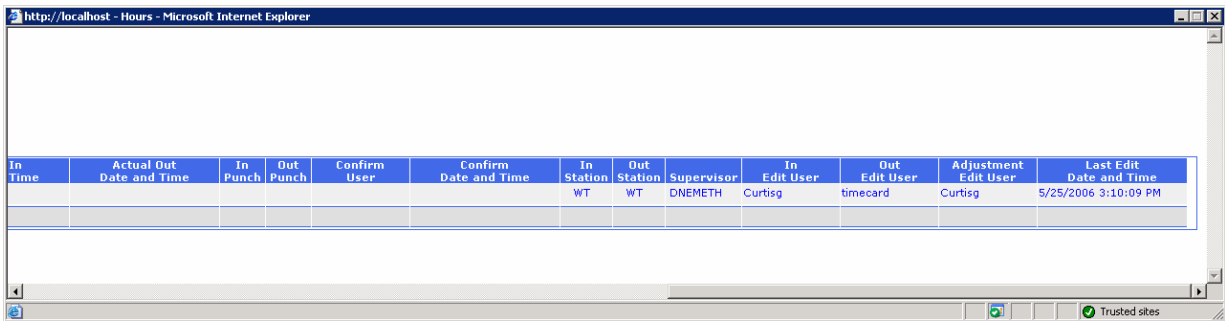 http://localhost - Hours - Microsoft Internet Explorer
In Actual Out In Out Confirm Confirm In Out In Out Adjustment Last Edit
Time Date and Time Punch Punch User Date and Time Station Station Supervisor Edit User Edit User Edit User Date and Time
WT WT DNEMETH Curtisg timecard Curtisg 5/25/2006 3:10:09 PM
Trusted sites